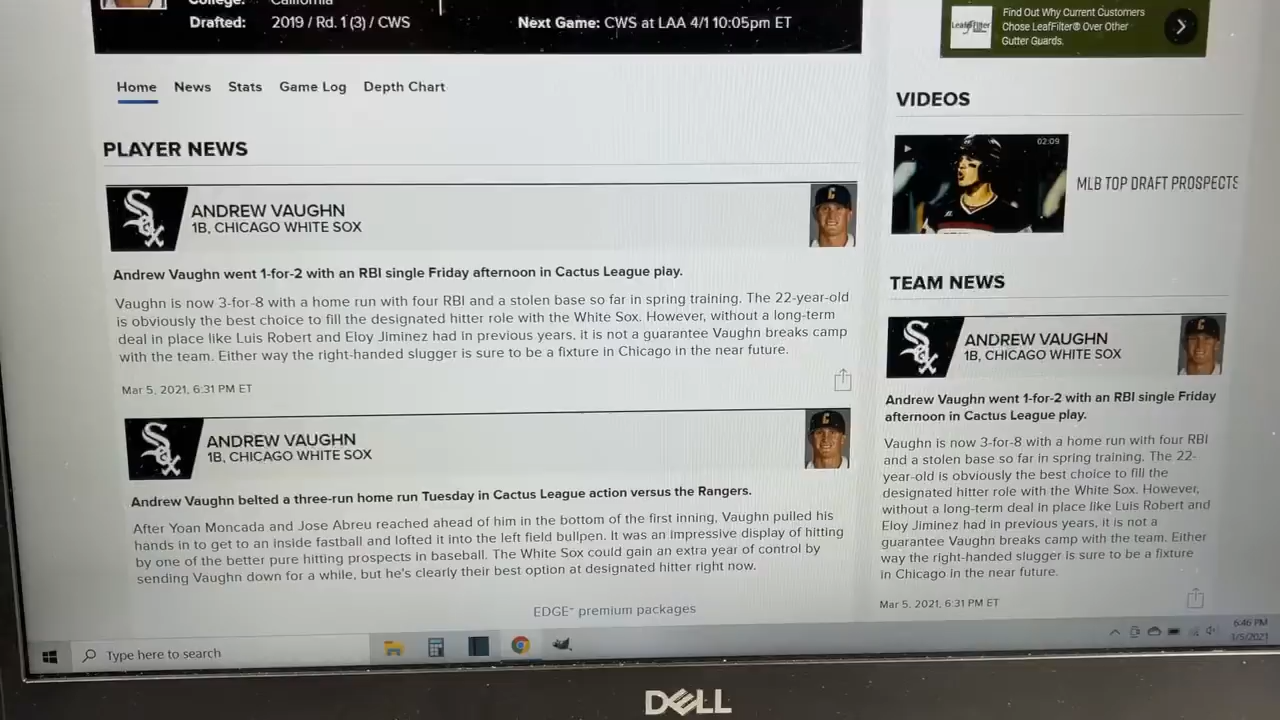 College: California
Drafted: 2019 / Rd. 1 (3) / CWS
Next Game: CWS at LAA 4/1 10:05pm ET
LeafFilter
Find Out Why Current Customers
Chose LeafFilter® Over Other
Gutter Guards.
Home News Stats Game Log Depth Chart
PLAYER NEWS
Sox
ANDREW VAUGHN
1B, CHICAGO WHITE SOX
C
Andrew Vaughn went 1-for-2 with an RBI single Friday afternoon in Cactus League play.
Vaughn is now 3-for-8 with a home run with four RBI and a stolen base so far in spring training. The 22-year-old
is obviously the best choice to fill the designated hitter role with the White Sox. However, without a long-term
deal in place like Luis Robert and Eloy Jiminez had in previous years, it is not a guarantee Vaughn breaks camp
with the team. Either way the right-handed slugger is sure to be a fixture in Chicago in the near future.
Mar 5, 2021, 6:31 PM ET
Sox
ANDREW VAUGHN
1B, CHICAGO WHITE SOX
C
Andrew Vaughn belted a three-run home run Tuesday in Cactus League action versus the Rangers.
After Yoan Moncada and Jose Abreu reached ahead of him in the bottom of the first inning, Vaughn pulled his
hands in to get to an inside fastball and lofted it into the left field bullpen. It was an impressive display of hitting
by one of the better pure hitting prospects in baseball. The White Sox could gain an extra year of control by
sending Vaughn down for a while, but he's clearly their best option at designated hitter right now.
EDGE+ premium packages
VIDEOS
02:09
MLB TOP DRAFT PROSPECTS
TEAM NEWS
Sox
ANDREW VAUGHN
1B, CHICAGO WHITE SOX
C
Andrew Vaughn went 1-for-2 with an RBI single Friday
afternoon in Cactus League play.
Vaughn is now 3-for-8 with a home run with four RBI
and a stolen base so far in spring training. The 22-
year-old is obviously the best choice to fill the
designated hitter role with the White Sox. However,
without a long-term deal in place like Luis Robert and
Eloy Jiminez had in previous years, it is not a
guarantee Vaughn breaks camp with the team. Either
way the right-handed slugger is sure to be a fixture
in Chicago in the near future.
Mar 5, 2021, 6:31 PM ET
Type here to search
6:46 PM
3/5/2021
DELL